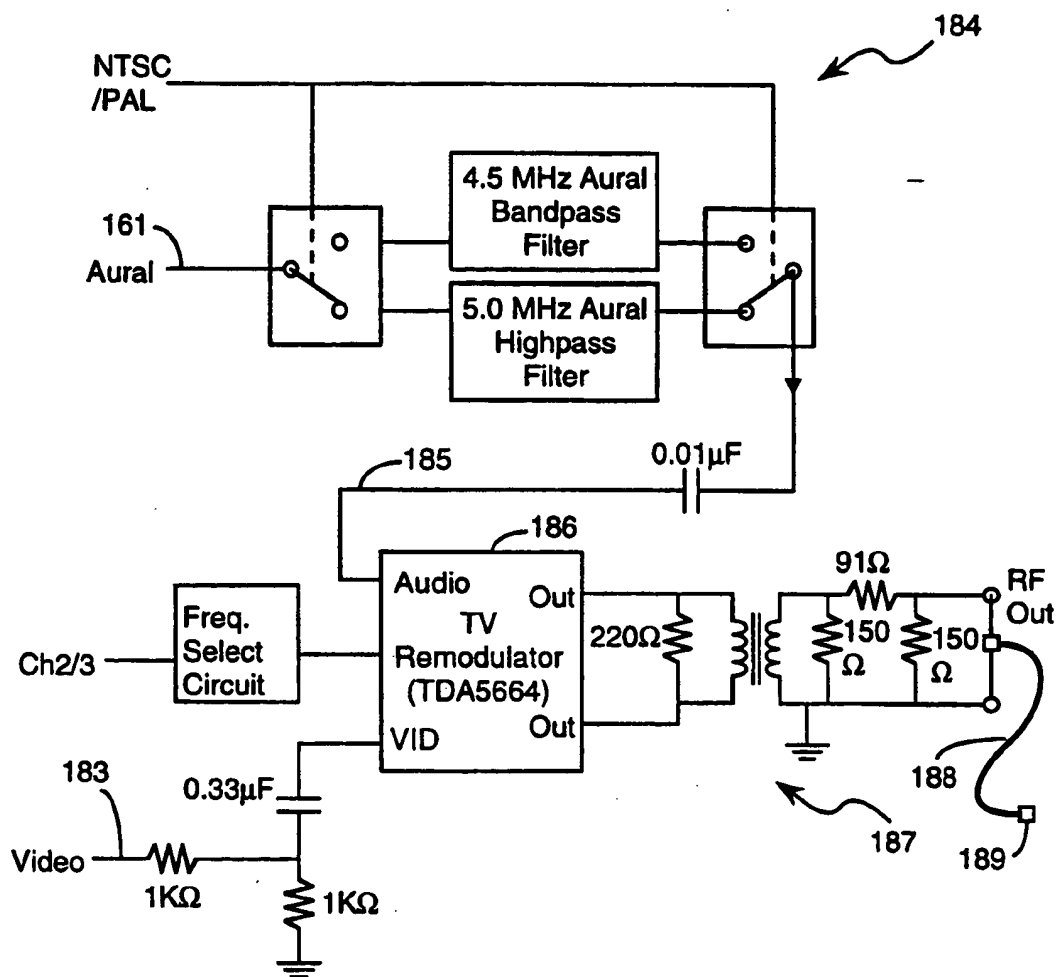 184
NTSC
/PAL
4.5 MHz Aural
Bandpass
Filter
161
Aural
5.0 MHz Aural
Highpass
Filter
0.01μF
185
186
91Ω
RF
Out
Audio
Out
Freq.
Select
Circuit
TV
Remodulator
(TDA5664)
220Ω
150
Ω
150
Ω
Ch2/3
Out
VID
183
0.33μF
188
187
189
Video
1KΩ
1KΩ